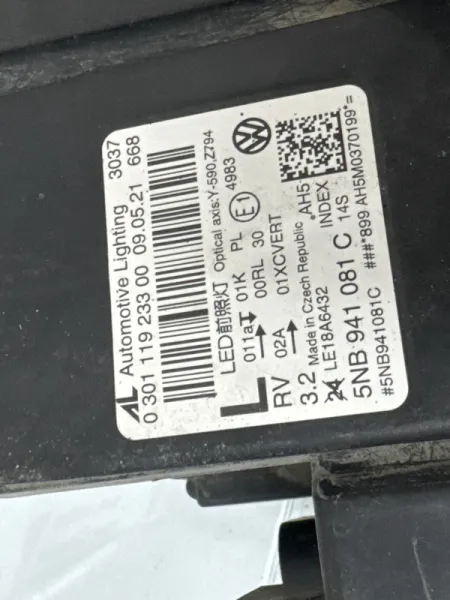 AL Automotive Lighting 3037
0 301 119 233 00 09.05.21 668
LED前照灯 Optical axis:Y-590,Z794
L 011a 01K PL E1 4983
00RL 30
RV 02A 01XCVERT
3.2 Made in Czech Republic *AH5
LE18A6432 INDEX
5NB 941 081 C 14S
#5NB941081C ###*899 AH5M0370199*=